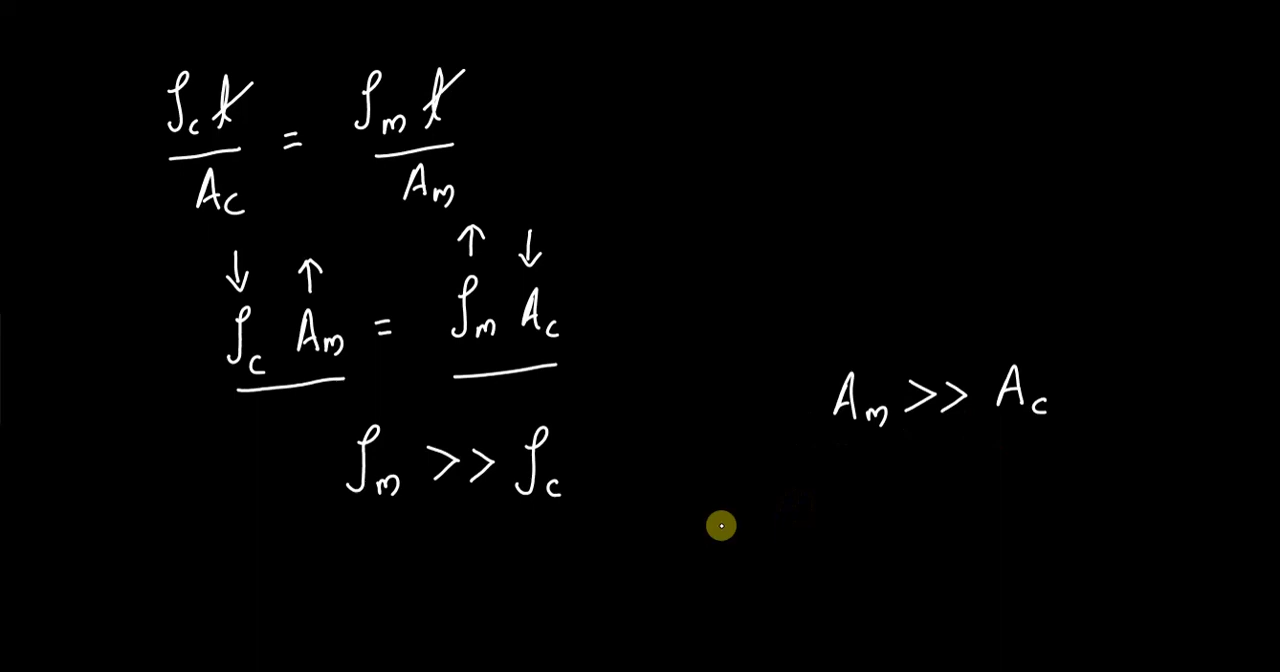 ρc l / Ac = ρm l / Am
↓ ↑ ↑ ↓
ρc Am = ρm Ac
Am >> Ac
ρm >> ρc